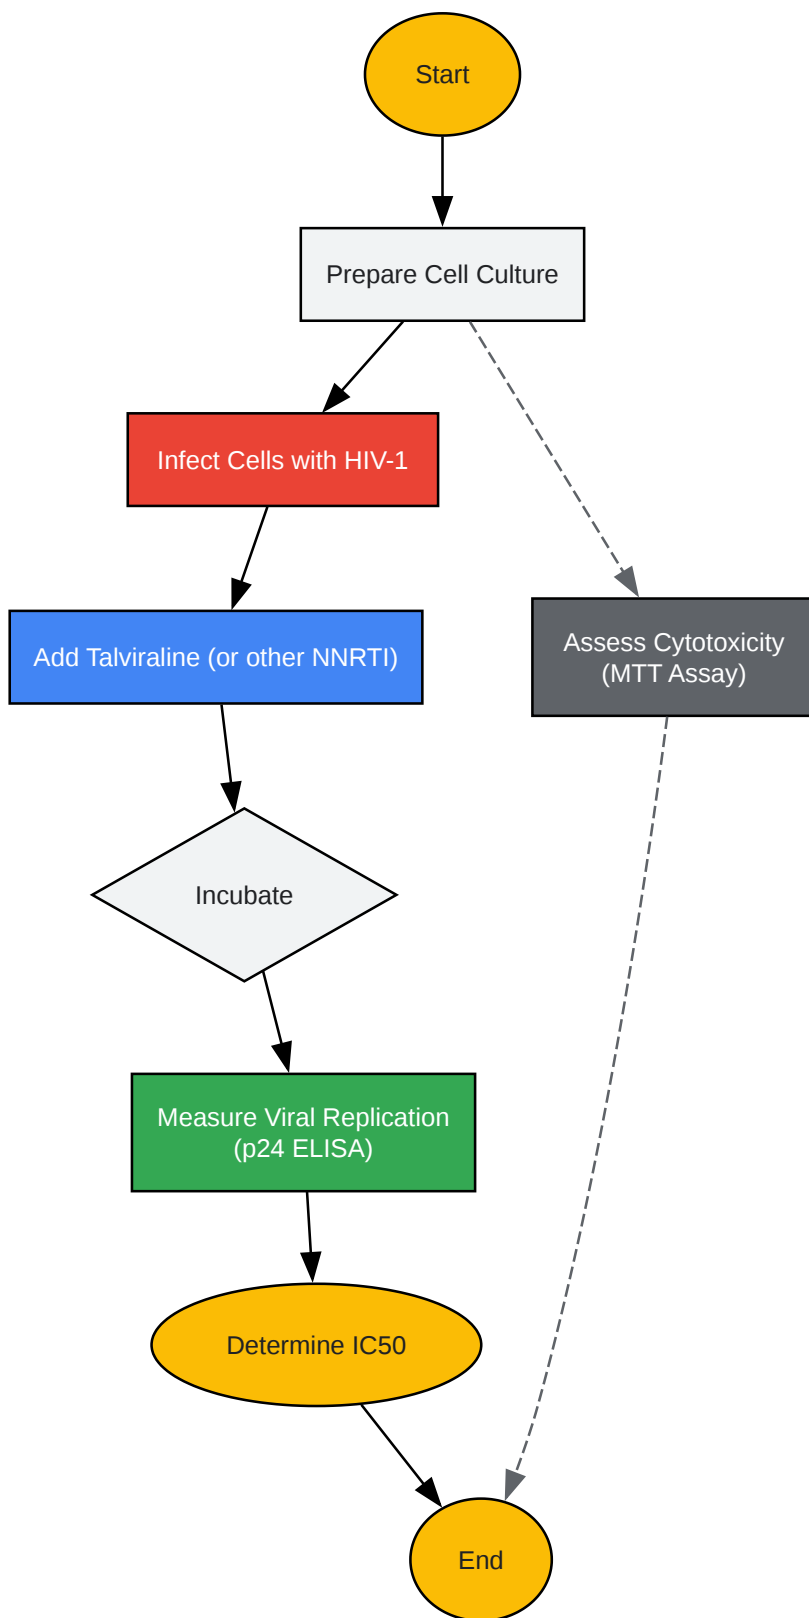 Start
Prepare Cell Culture
Infect Cells with HIV-1
Add Talviraline (or other NNRTI)
Assess Cytotoxicity
(MTT Assay)
Incubate
Measure Viral Replication
(p24 ELISA)
Determine IC50
End